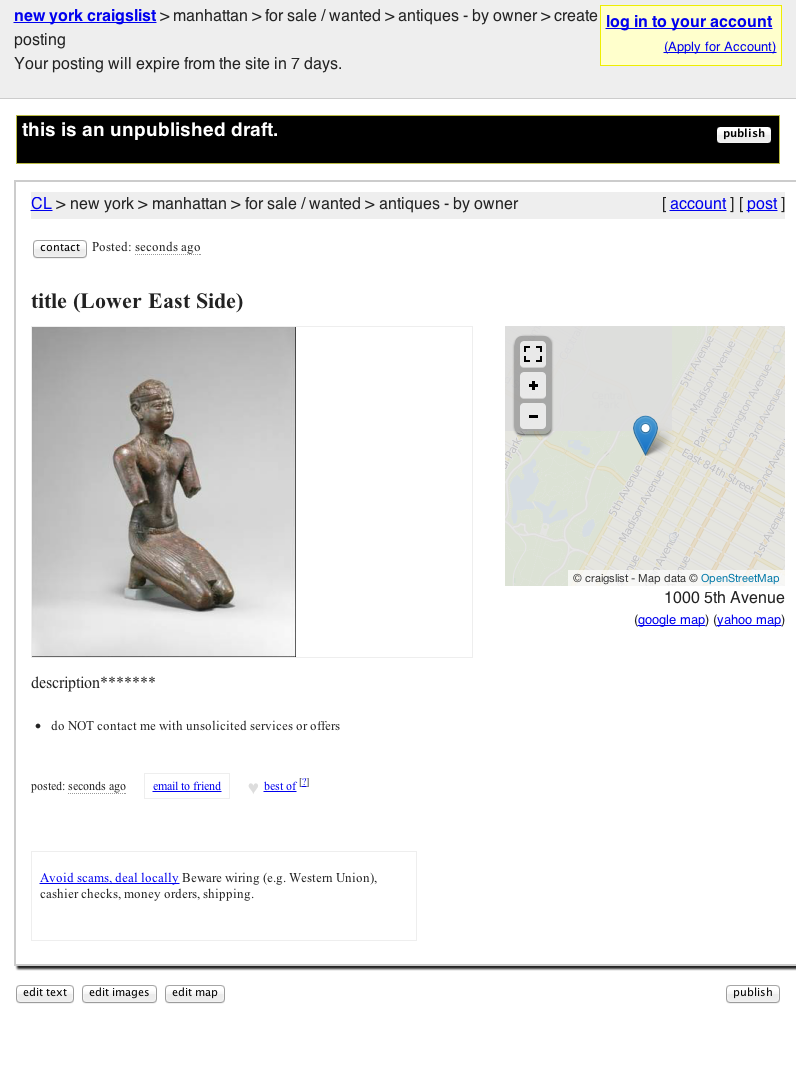 new york craigslist > manhattan > for sale / wanted > antiques - by owner > create
posting
Your posting will expire from the site in 7 days.
log in to your account
(Apply for Account)
this is an unpublished draft.
publish
CL > new york > manhattan > for sale / wanted > antiques - by owner
[ account ] [ post ]
contact Posted: seconds ago
title (Lower East Side)
+
−
5th Avenue
Madison Avenue
Park Avenue
Lexington Avenue
3rd Avenue
2nd Avenue
East 84th Street
5th Avenue
Madison Avenue
1st Avenue
© craigslist - Map data © OpenStreetMap
1000 5th Avenue
(google map) (yahoo map)
description*******
• do NOT contact me with unsolicited services or offers
posted: seconds ago email to friend ♥ best of [?]
Avoid scams, deal locally Beware wiring (e.g. Western Union),
cashier checks, money orders, shipping.
edit text edit images edit map
publish